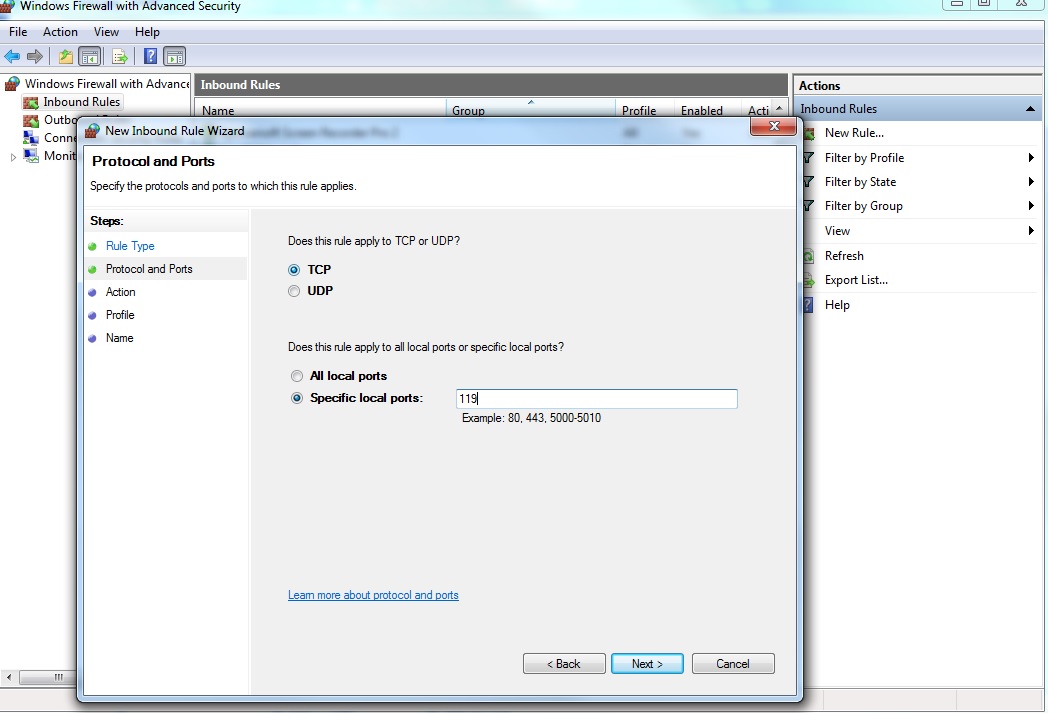 Windows Firewall with Advanced Security
File Action View Help
Windows Firewall with Advance
Inbound Rules
Outbo
Conne
Monit
Inbound Rules
Name Group Profile Enabled Acti
Actions
Inbound Rules
New Rule...
Filter by Profile
Filter by State
Filter by Group
View
Refresh
Export List...
Help
New Inbound Rule Wizard
Protocol and Ports
Specify the protocols and ports to which this rule applies.
Steps:
Rule Type
Protocol and Ports
Action
Profile
Name
Does this rule apply to TCP or UDP?
TCP
UDP
Does this rule apply to all local ports or specific local ports?
All local ports
Specific local ports: 119
Example: 80, 443, 5000-5010
Learn more about protocol and ports
< Back Next > Cancel